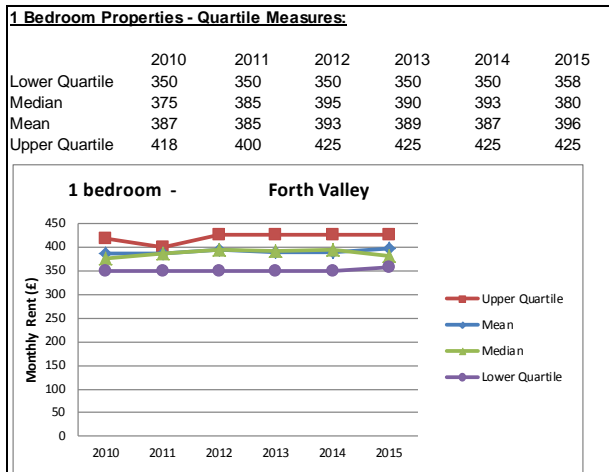 1 Bedroom Properties - Quartile Measures:
2010 2011 2012 2013 2014 2015
Lower Quartile 350 350 350 350 350 358
Median 375 385 395 390 393 380
Mean 387 385 393 389 387 396
Upper Quartile 418 400 425 425 425 425
1 bedroom - Forth Valley
450
400
350
300
250
200
150
100
50
0
Monthly Rent (£)
2010 2011 2012 2013 2014 2015
Upper Quartile
Mean
Median
Lower Quartile